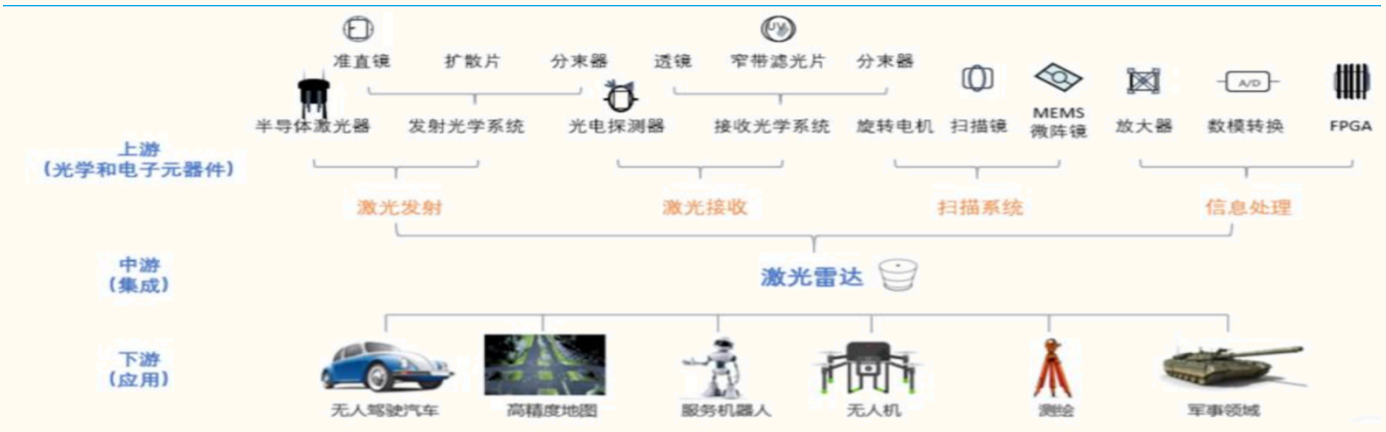 准直镜 扩散片 分束器 透镜 窄带滤光片 分束器
UV
半导体激光器 发射光学系统 光电探测器 接收光学系统 旋转电机 扫描镜 MEMS 放大器 数模转换 FPGA
微阵镜
A/D
上游
（光学和电子元器件）
激光发射 激光接收 扫描系统 信息处理
中游
（集成）
激光雷达
下游
（应用）
无人驾驶汽车 高精度地图 服务机器人 无人机 测绘 军事领域